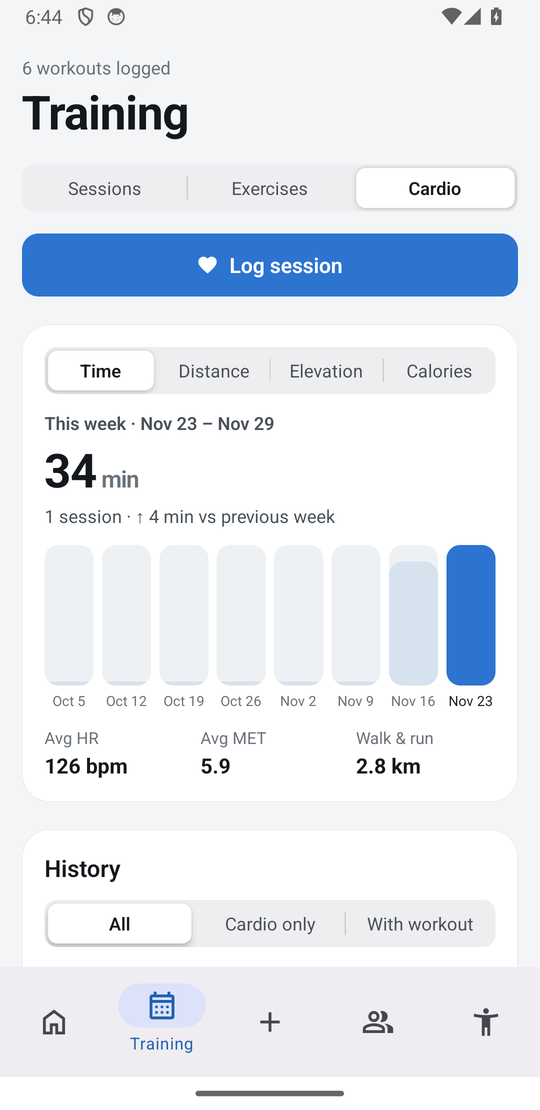 6:44
6 workouts logged
Training
Sessions Exercises Cardio
Log session
Time Distance Elevation Calories
This week · Nov 23 – Nov 29
34 min
1 session · ↑ 4 min vs previous week
Oct 5 Oct 12 Oct 19 Oct 26 Nov 2 Nov 9 Nov 16 Nov 23
Avg HR Avg MET Walk & run
126 bpm 5.9 2.8 km
History
All Cardio only With workout
Training